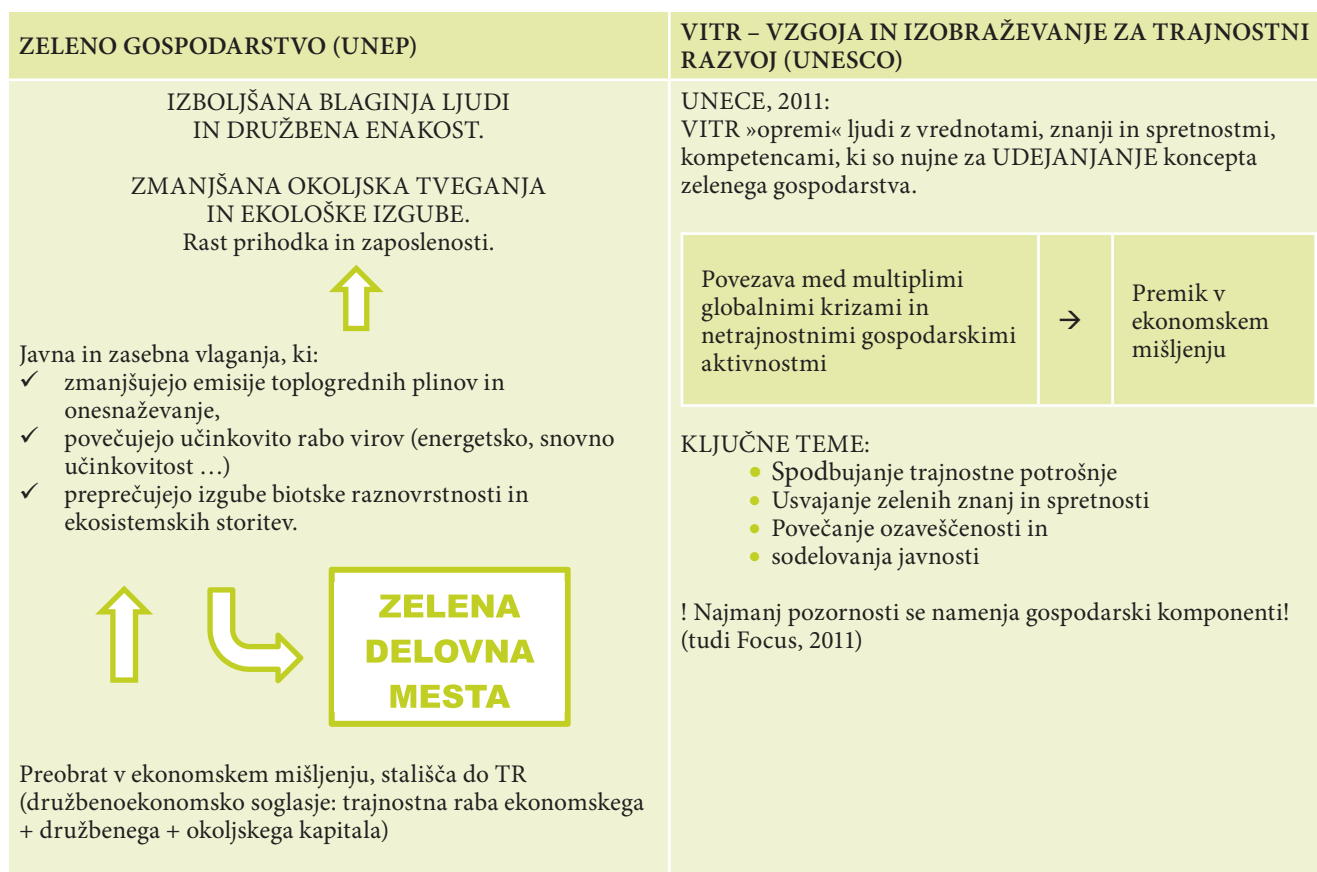 ZELENO GOSPODARSTVO (UNEP)
IZBOLJŠANA BLAGINJA LJUDI
IN DRUŽBENA ENAKOST.
ZMANJŠANA OKOLJSKA TVEGANJA
IN EKOLOŠKE IZGUBE.
Rast prihodka in zaposlenosti.
Javna in zasebna vlaganja, ki:
✓ zmanjšujejo emisije toplogrednih plinov in
onesnaževanje,
✓ povečujejo učinkovito rabo virov (energetsko, snovno
učinkovitost …)
✓ preprečujejo izgube biotske raznovrstnosti in
ekosistemskih storitev.
ZELENA
DELOVNA
MESTA
Preobrat v ekonomskem mišljenju, stališča do TR
(družbenoekonomsko soglasje: trajnostna raba ekonomskega
+ družbenega + okoljskega kapitala)
VITR – VZGOJA IN IZOBRAŽEVANJE ZA TRAJNOSTNI
RAZVOJ (UNESCO)
UNECE, 2011:
VITR »opremi« ljudi z vrednotami, znanji in spretnostmi,
kompetencami, ki so nujne za UDEJANJANJE koncepta
zelenega gospodarstva.
Povezava med multiplimi
globalnimi krizami in
netrajnostnimi gospodarskimi
aktivnostmi
→
Premik v
ekonomskem
mišljenju
KLJUČNE TEME:
• Spodbujanje trajnostne potrošnje
• Usvajanje zelenih znanj in spretnosti
• Povečanje ozaveščenosti in
• sodelovanja javnosti
! Najmanj pozornosti se namenja gospodarski komponenti!
(tudi Focus, 2011)